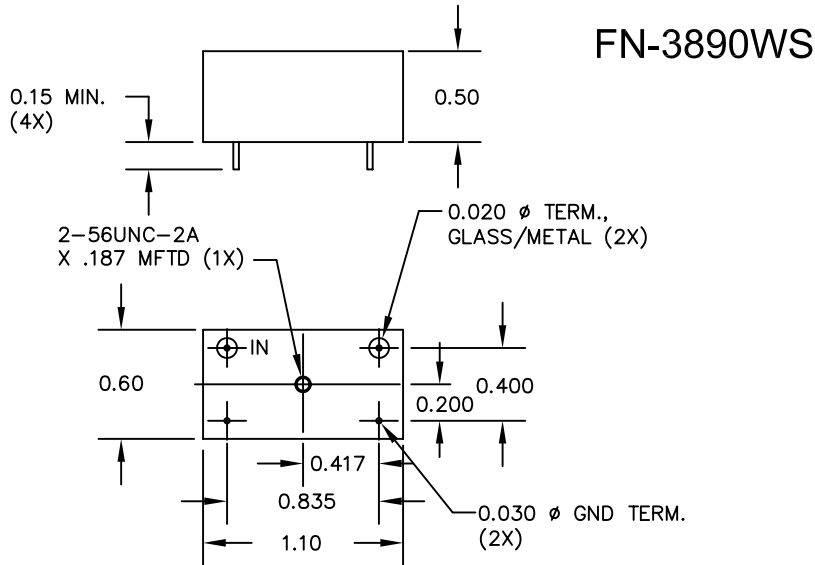 FN-3890WS
0.15 MIN.
(4X)
0.50
2-56UNC-2A
X .187 MFTD (1X)
0.020 ø TERM.,
GLASS/METAL (2X)
IN
0.60
0.400
0.200
0.417
0.835
0.030 ø GND TERM.
(2X)
1.10